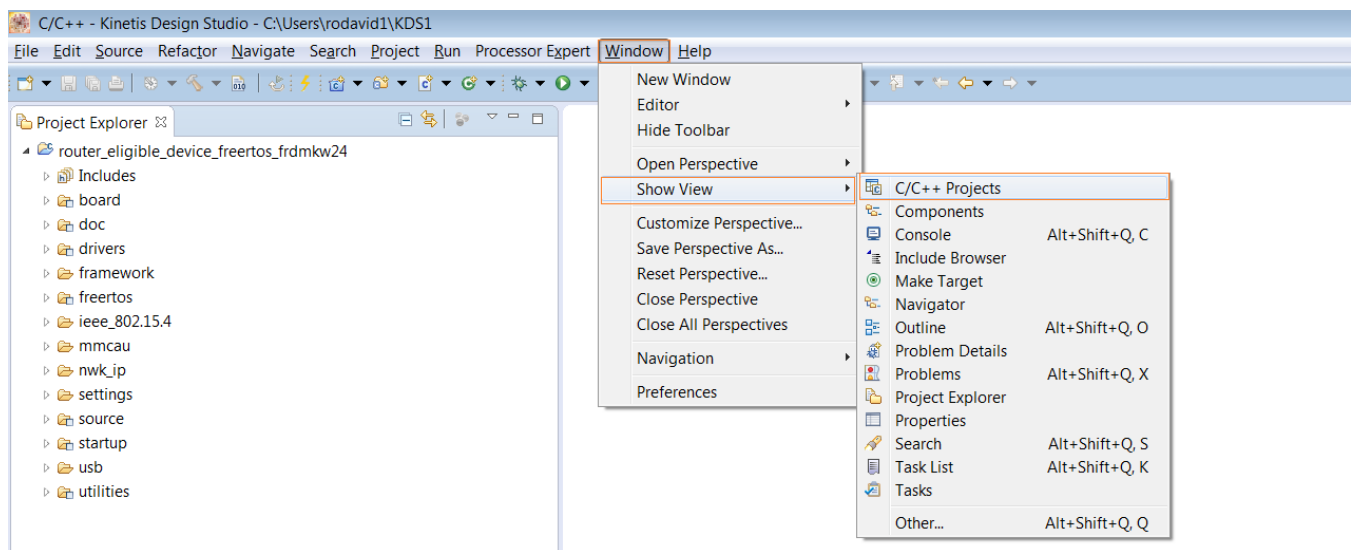 C/C++ - Kinetis Design Studio - C:\Users\rodavid1\KDS1
File Edit Source Refactor Navigate Search Project Run Processor Expert Window Help
Project Explorer
router_eligible_device_freertos_frdmkw24
Includes
board
doc
drivers
framework
freertos
ieee_802.15.4
mmcau
nwk_ip
settings
source
startup
usb
utilities
New Window
Editor
Hide Toolbar
Open Perspective
Show View
Customize Perspective...
Save Perspective As...
Reset Perspective...
Close Perspective
Close All Perspectives
Navigation
Preferences
C/C++ Projects
Components
Console Alt+Shift+Q, C
Include Browser
Make Target
Navigator
Outline Alt+Shift+Q, O
Problem Details
Problems Alt+Shift+Q, X
Project Explorer
Properties
Search Alt+Shift+Q, S
Task List Alt+Shift+Q, K
Tasks
Other... Alt+Shift+Q, Q